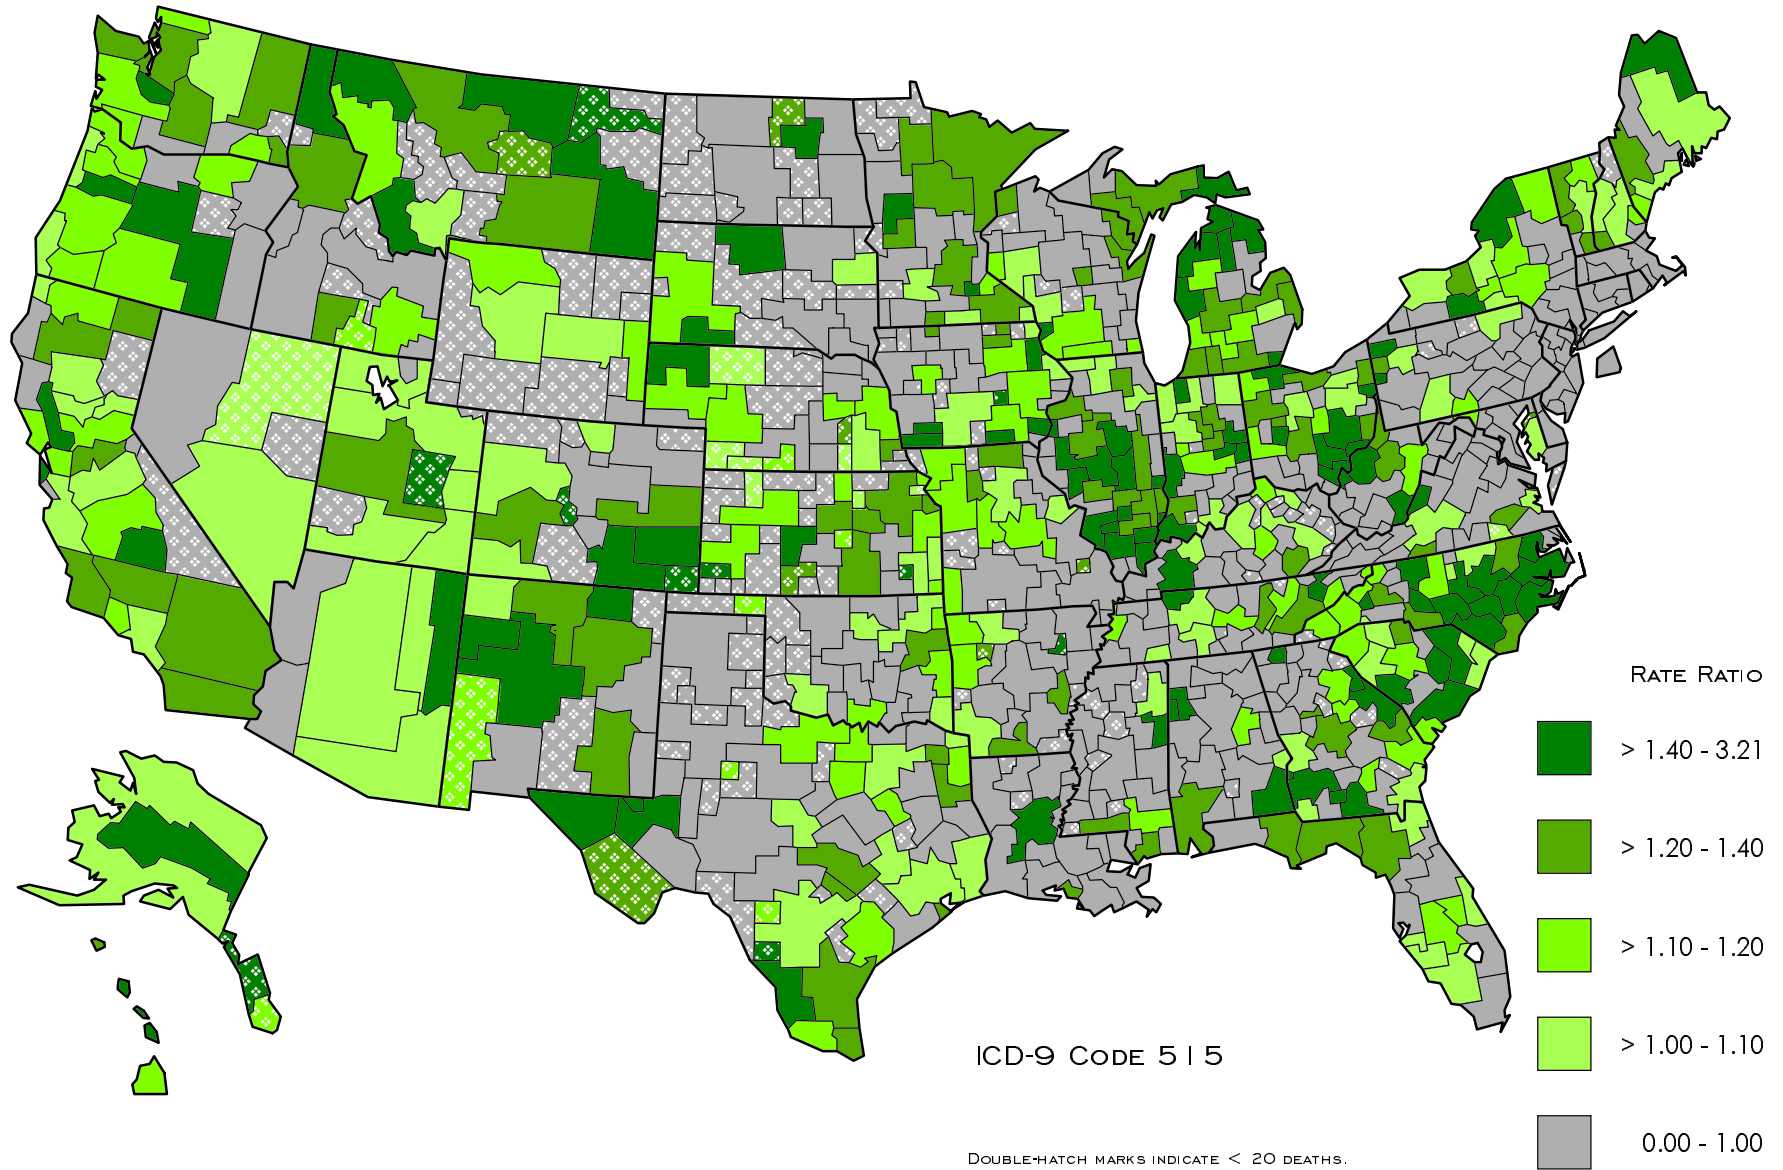 Rate Ratio
> 1.40 - 3.21
> 1.20 - 1.40
> 1.10 - 1.20
> 1.00 - 1.10
0.00 - 1.00
ICD-9 Code 515
Double-hatch marks indicate < 20 deaths.